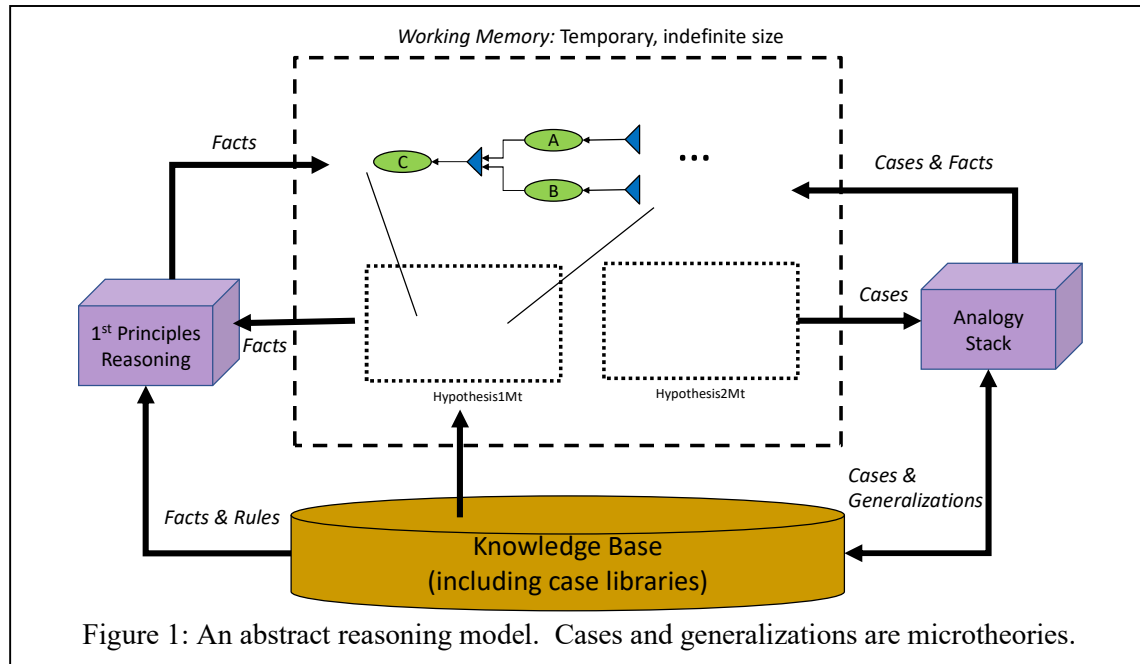 Working Memory: Temporary, indefinite size
Facts
Cases & Facts
A
C
...
B
1st Principles
Reasoning
Facts
Cases
Analogy
Stack
Hypothesis1Mt
Hypothesis2Mt
Facts & Rules
Cases &
Generalizations
Knowledge Base
(including case libraries)
Figure 1: An abstract reasoning model.  Cases and generalizations are microtheories.